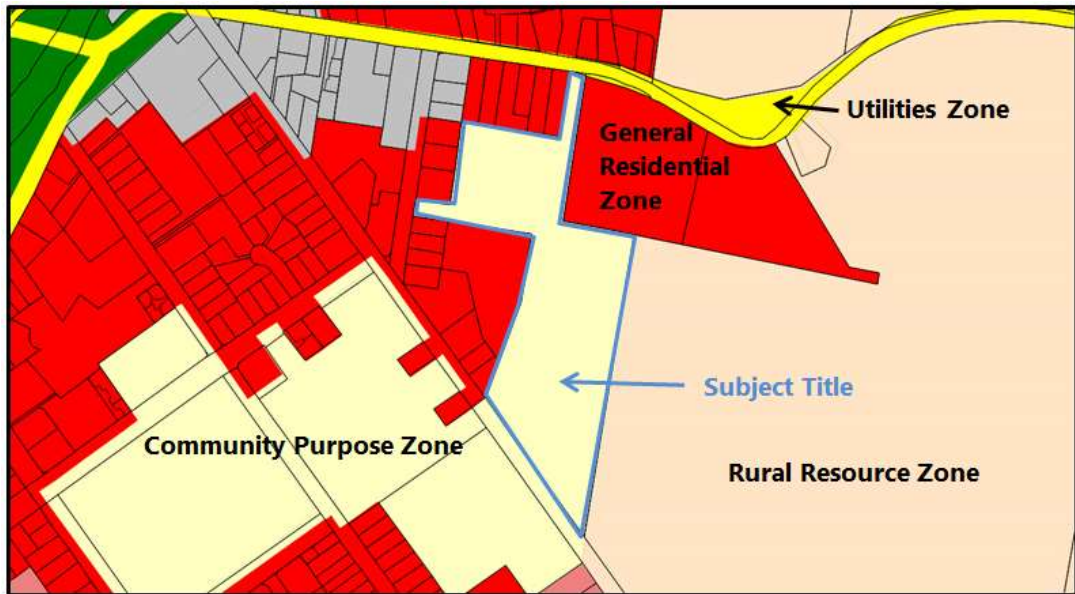 Utilities Zone
General
Residential
Zone
Subject Title
Community Purpose Zone
Rural Resource Zone